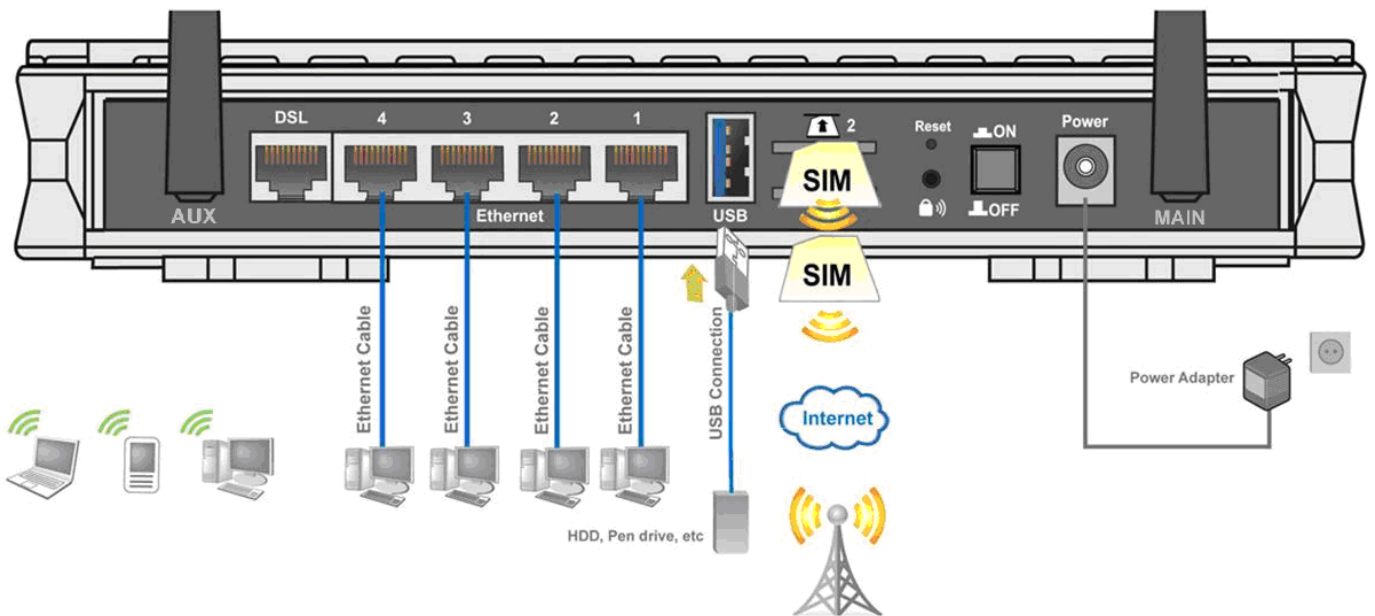 DSL
4
3
2
1
2
Reset
ON
Power
SIM
AUX
Ethernet
USB
OFF
MAIN
SIM
Ethernet Cable
Ethernet Cable
Ethernet Cable
Ethernet Cable
USB Connection
Power Adapter
Internet
HDD, Pen drive, etc